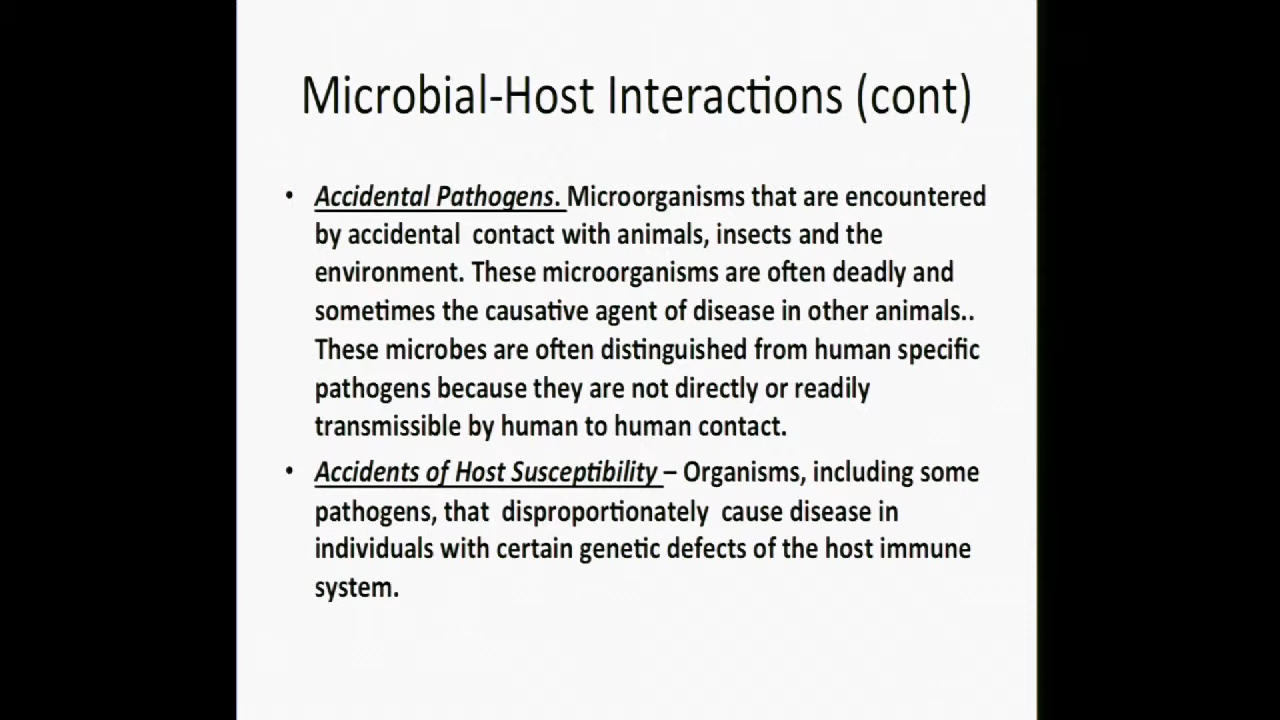 Microbial-Host Interactions (cont)
• Accidental Pathogens. Microorganisms that are encountered
by accidental contact with animals, insects and the
environment. These microorganisms are often deadly and
sometimes the causative agent of disease in other animals..
These microbes are often distinguished from human specific
pathogens because they are not directly or readily
transmissible by human to human contact.
• Accidents of Host Susceptibility – Organisms, including some
pathogens, that disproportionately cause disease in
individuals with certain genetic defects of the host immune
system.